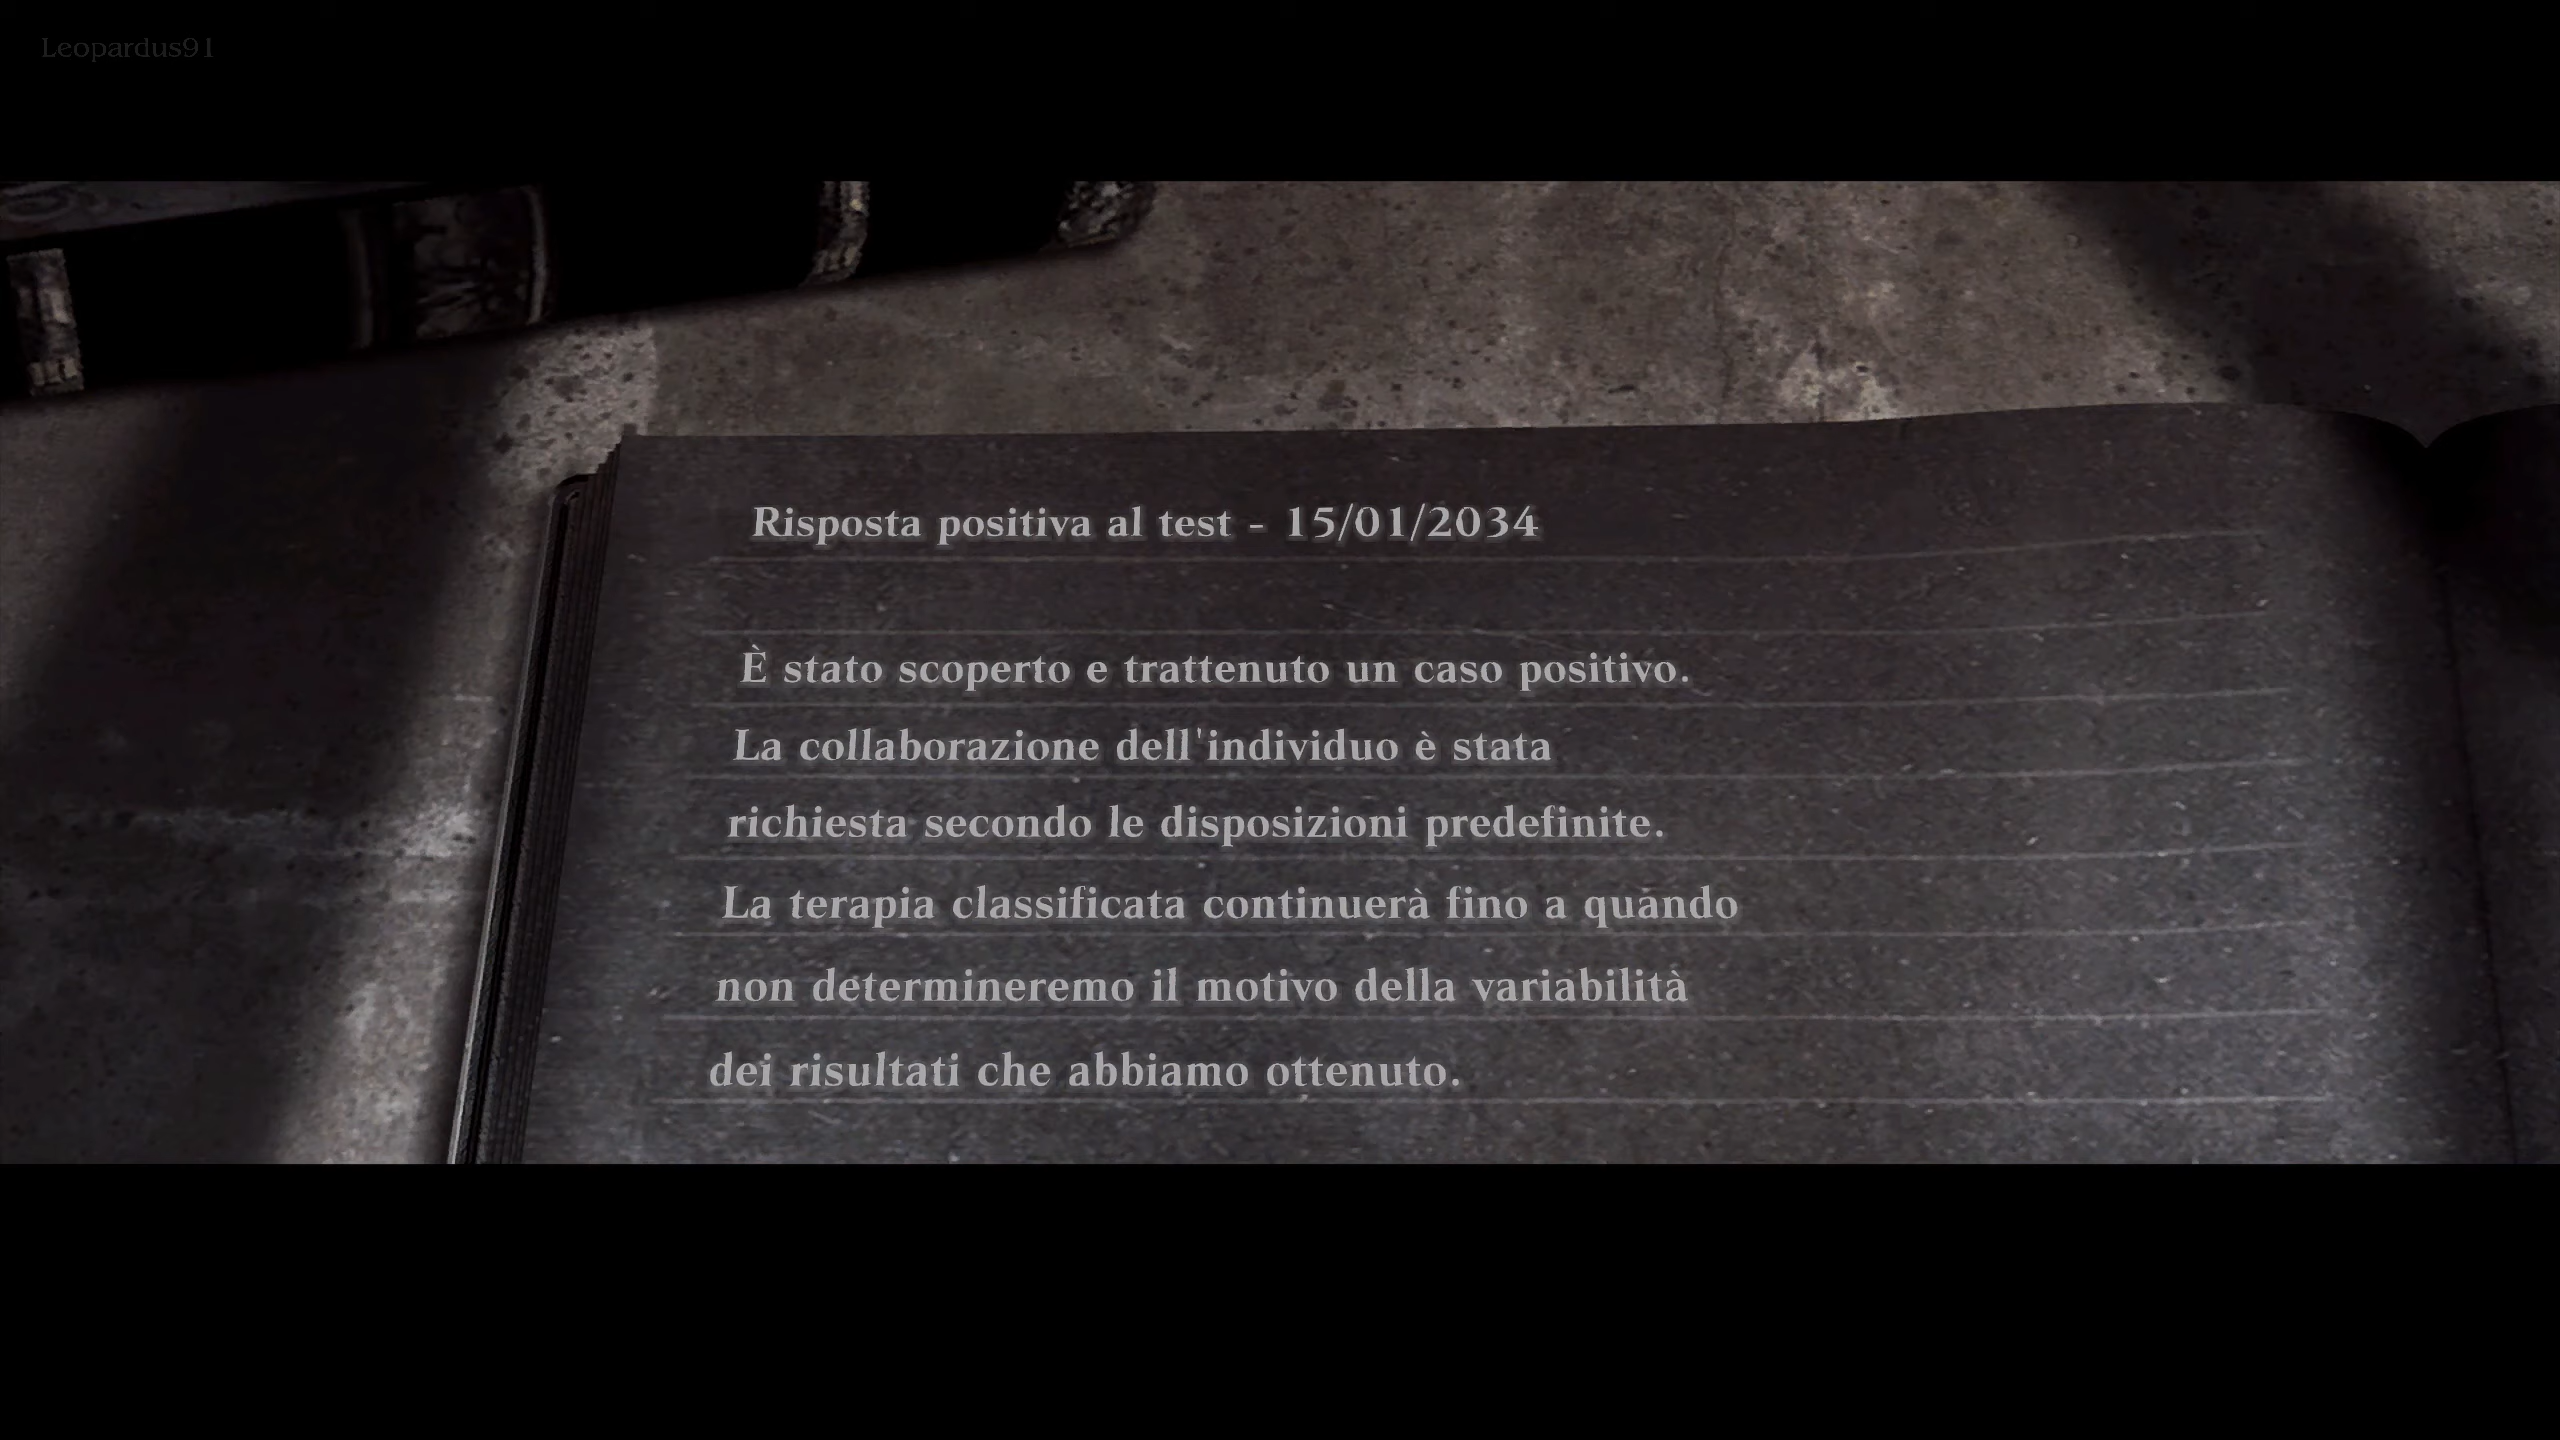 Leopardus91
Risposta positiva al test - 15/01/2034
È stato scoperto e trattenuto un caso positivo.
La collaborazione dell'individuo è stata
richiesta secondo le disposizioni predefinite.
La terapia classificata continuerà fino a quando
non determineremo il motivo della variabilità
dei risultati che abbiamo ottenuto.